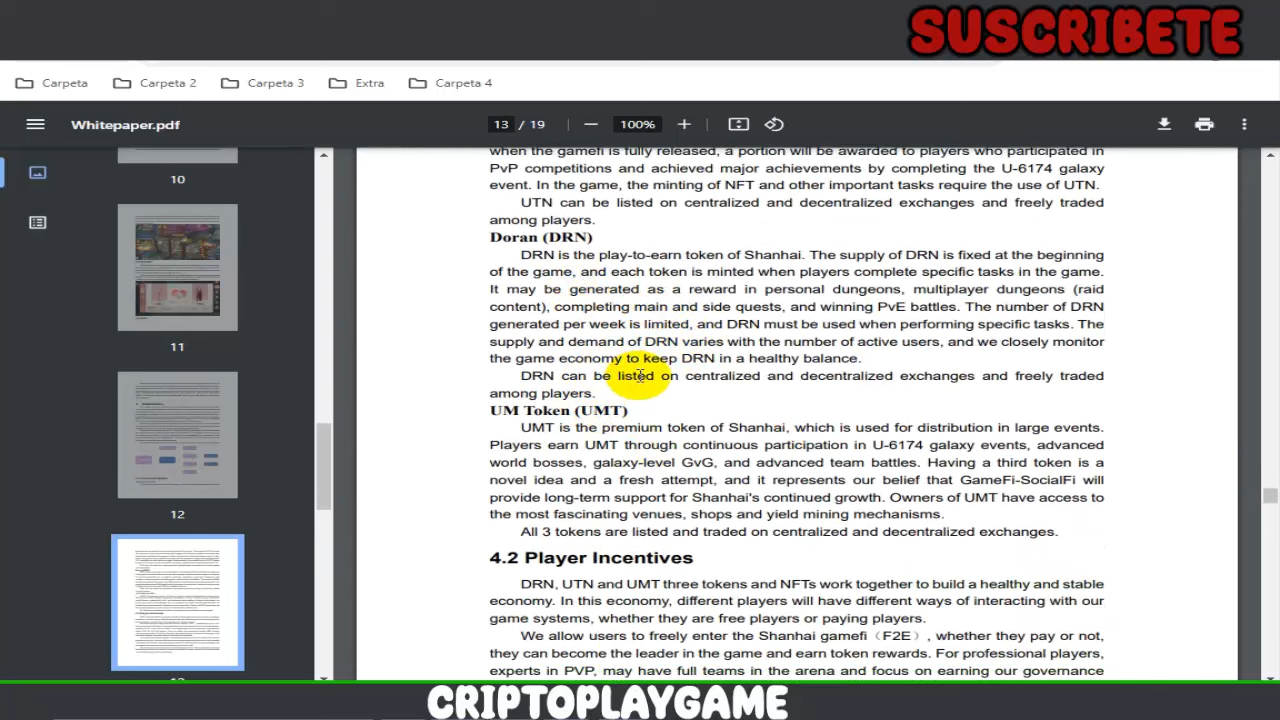 SUSCRIBETE
Carpeta
Carpeta 2
Carpeta 3
Extra
Carpeta 4
Whitepaper.pdf
13 / 19
100%
10
11
12
when the gamefi is fully released, a portion will be awarded to players who participated in
PvP competitions and achieved major achievements by completing the U-6174 galaxy
event. In the game, the minting of NFT and other important tasks require the use of UTN.
UTN can be listed on centralized and decentralized exchanges and freely traded
among players.
Doran (DRN)
DRN is the play-to-earn token of Shanhai. The supply of DRN is fixed at the beginning
of the game, and each token is minted when players complete specific tasks in the game.
It may be generated as a reward in personal dungeons, multiplayer dungeons (raid
content), completing main and side quests, and winning PvE battles. The number of DRN
generated per week is limited, and DRN must be used when performing specific tasks. The
supply and demand of DRN varies with the number of active users, and we closely monitor
the game economy to keep DRN in a healthy balance.
DRN can be listed on centralized and decentralized exchanges and freely traded
among players.
UM Token (UMT)
UMT is the premium token of Shanhai, which is used for distribution in large events.
Players earn UMT through continuous participation in U-6174 galaxy events, advanced
world bosses, galaxy-level GvG, and advanced team battles. Having a third token is a
novel idea and a fresh attempt, and it represents our belief that GameFi-SocialFi will
provide long-term support for Shanhai's continued growth. Owners of UMT have access to
the most fascinating venues, shops and yield mining mechanisms.
All 3 tokens are listed and traded on centralized and decentralized exchanges.
4.2 Player Incentives
DRN, UTN and UMT three tokens and NFTs work together to build a healthy and stable
economy. In this economy, different players will have different ways of interacting with our
game systems, whether they are free players or paying players.
We allow users to freely enter the Shanhai gamefi（F2E）, whether they pay or not,
they can become the leader in the game and earn token rewards. For professional players,
experts in PVP, may have full teams in the arena and focus on earning our governance
CRIPTOPLAYGAME